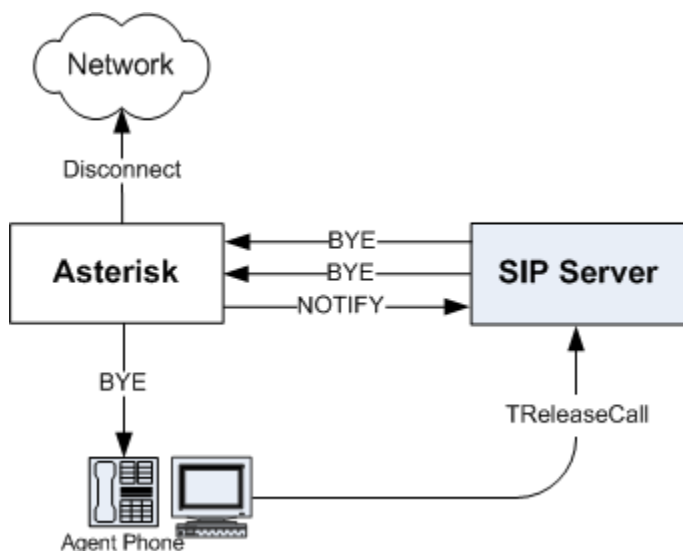 Network
Disconnect
Asterisk
BYE
BYE
NOTIFY
SIP Server
BYE
TReleaseCall
Agent Phone